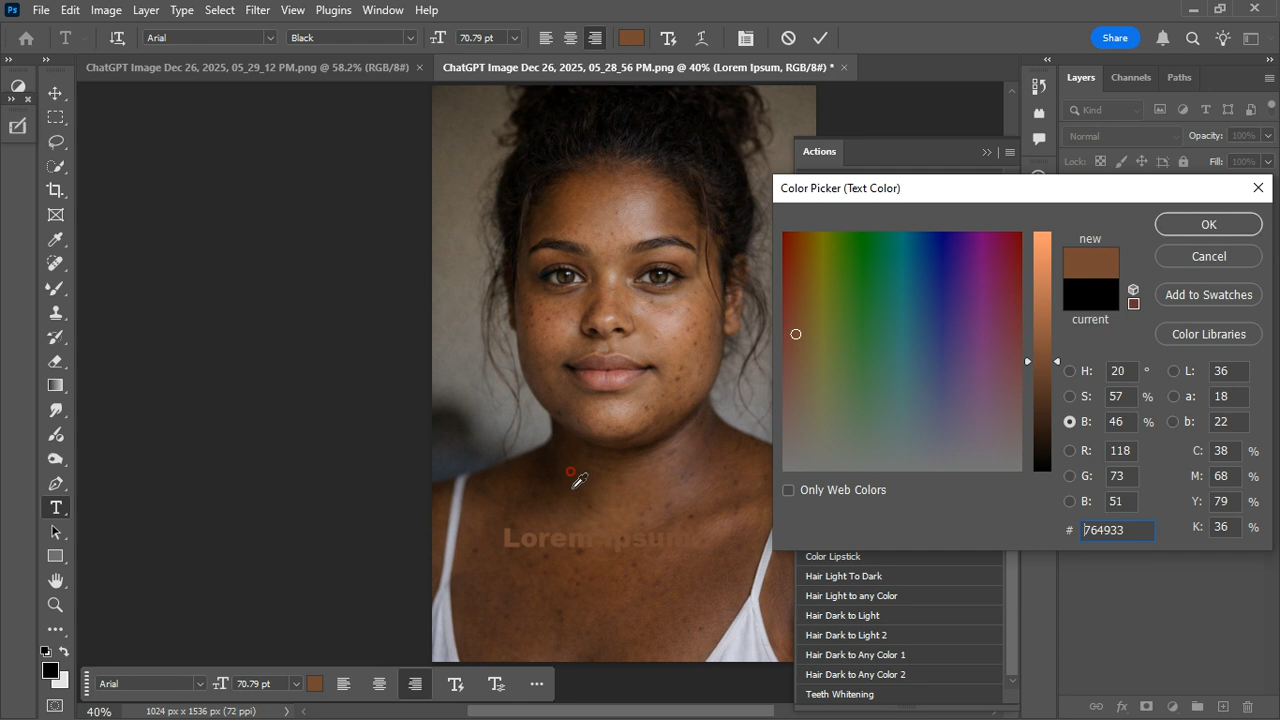 Ps File Edit Image Layer Type Select Filter View Plugins Window Help
T Arial Black 70.79 pt Share
ChatGPT Image Dec 26, 2025, 05_29_12 PM.png @ 58.2% (RGB/8#) × ChatGPT Image Dec 26, 2025, 05_28_56 PM.png @ 40% (Lorem Ipsum, RGB/8#) * ×
Layers Channels Paths
Kind
Normal Opacity: 100%
Lock: Fill: 100%
Actions
Color Picker (Text Color)
new
current
OK
Cancel
Add to Swatches
Color Libraries
H: 20 ° L: 36
S: 57 % a: 18
B: 46 % b: 22
R: 118 C: 38 %
G: 73 M: 68 %
B: 51 Y: 79 %
# 764933 K: 36 %
Only Web Colors
Lorem Ipsum
Color Lipstick
Hair Light To Dark
Hair Light to any Color
Hair Dark to Light
Hair Dark to Light 2
Hair Dark to Any Color 1
Hair Dark to Any Color 2
Teeth Whitening
Arial 70.79 pt
40% 1024 px x 1536 px (72 ppi)